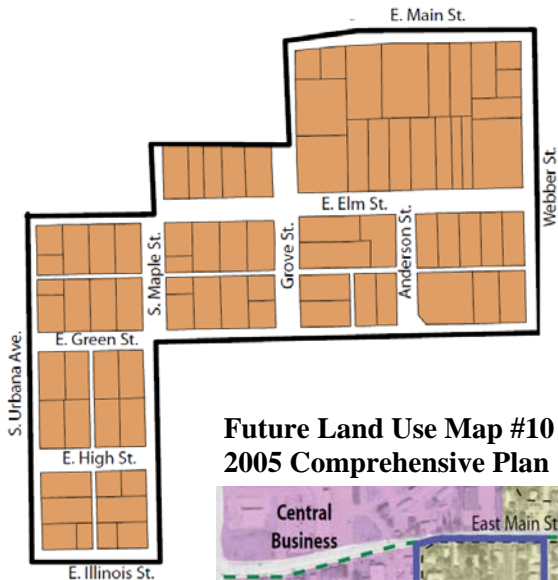 E. Main St.
Webber St.
E. Elm St.
S. Maple St.
Grove St.
Anderson St.
S. Urbana Ave.
E. Green St.
E. High St.
E. Illinois St.
Future Land Use Map #10
2005 Comprehensive Plan
Central
Business
East Main St